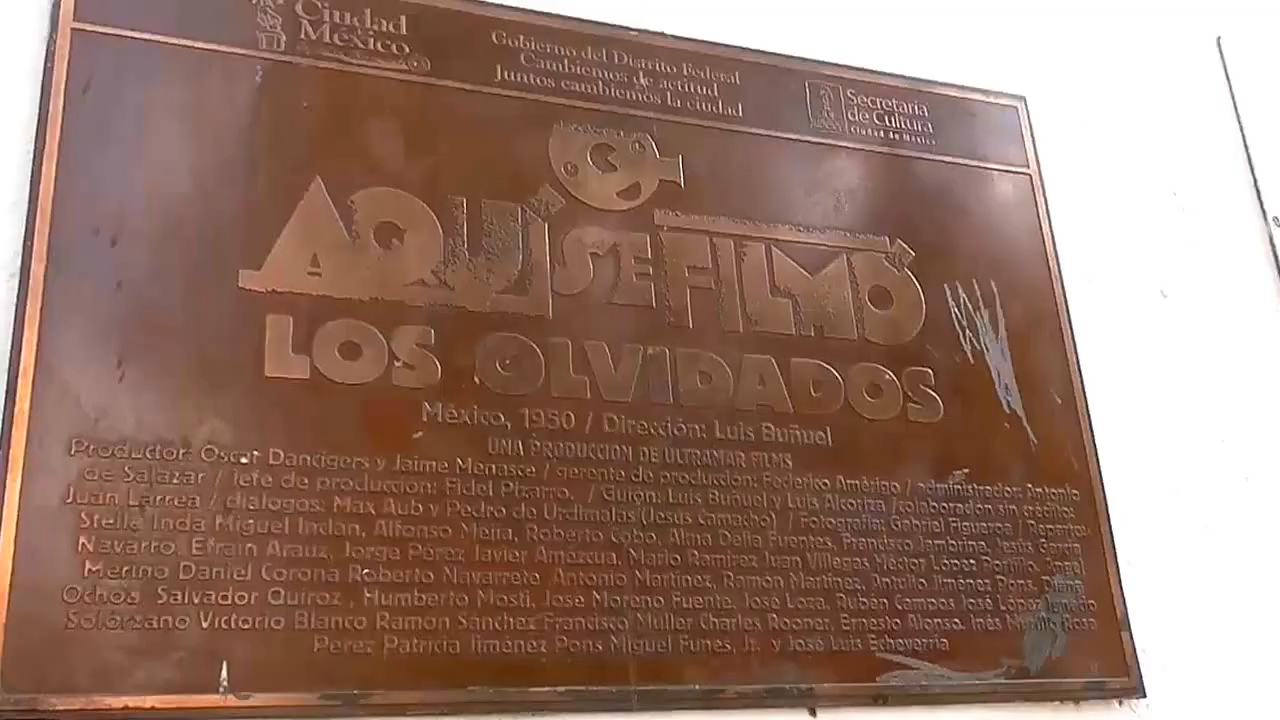 Ciudad
México
Gobierno del Distrito Federal
Cambiemos de actitud
Juntos cambiemos la ciudad
Secretaría
de Cultura
Ciudad de México
AQUÍ SE FILMÓ
LOS OLVIDADOS
México, 1950 / Dirección: Luis Buñuel
UNA PRODUCCIÓN DE ULTRAMAR FILMS
Productor: Oscar Dancigers y Jaime Menasce / gerente de produccion: Federico Amérigo / administrador: Antonio
de Salazar / jefe de produccion: Fidel Pizarro. / Guión: Luis Buñuel y Luis Alcoriza / colaboración sin crédito:
Juan Larrea / dialogos: Max Aub y Pedro de Urdimalas (Jesús Camacho) / Fotografía: Gabriel Figueroa / Reparto:
Stella Inda Miguel Inclan, Alfonso Mejía, Roberto Cobo, Alma Delia Fuentes, Francisco Jambrina, Jesús García
Navarro, Efraín Arauz, Jorge Pérez Javier Amezcua, Mario Ramírez Juan Villegas Héctor López Portillo, Ángel
Merino Daniel Corona Roberto Navarrete Antonio Martínez, Ramón Martínez, Antulio Jiménez Pons, Diana
Ochoa Salvador Quiroz, Humberto Mosti, José Moreno Fuente, José Loza, Rubén Campos José López Ignacio
Solórzano Victorio Blanco Ramón Sánchez Francisco Muller Charles Rooner, Ernesto Alonso, Inés Murillo Rosa
Pérez Patricia Jiménez Pons Miguel Funes, Jr. y José Luis Echeverría